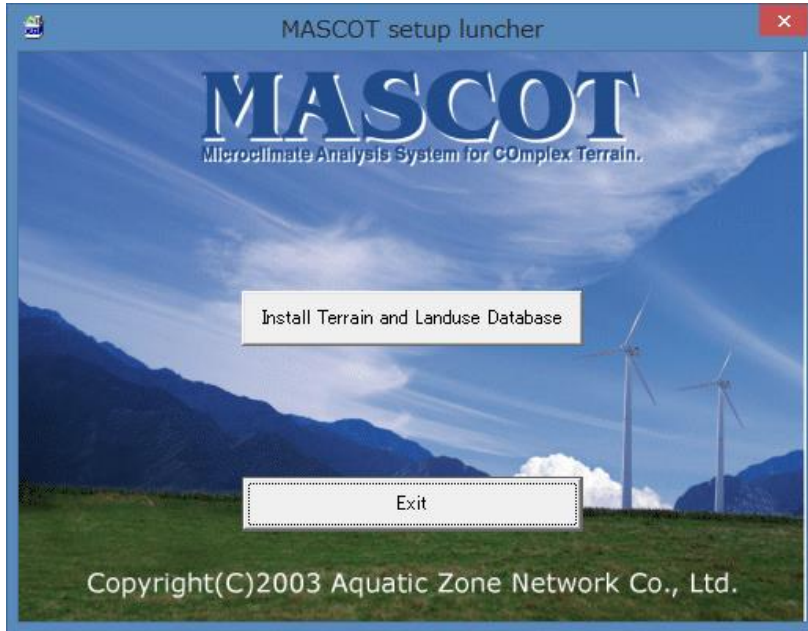 MASCOT setup luncher
MASCOT
Microclimate Analysis System for COmplex Terrain.
Install Terrain and Landuse Database
Exit
Copyright(C)2003 Aquatic Zone Network Co., Ltd.